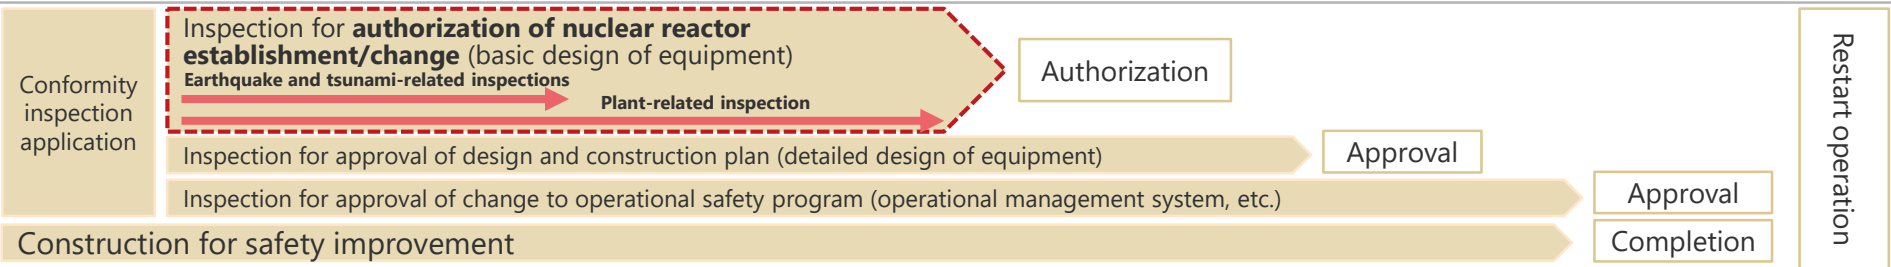 Conformity
inspection
application
Inspection for authorization of nuclear reactor
establishment/change (basic design of equipment)
Earthquake and tsunami-related inspections
Plant-related inspection
Authorization
Inspection for approval of design and construction plan (detailed design of equipment)
Approval
Inspection for approval of change to operational safety program (operational management system, etc.)
Approval
Construction for safety improvement
Completion
Restart operation